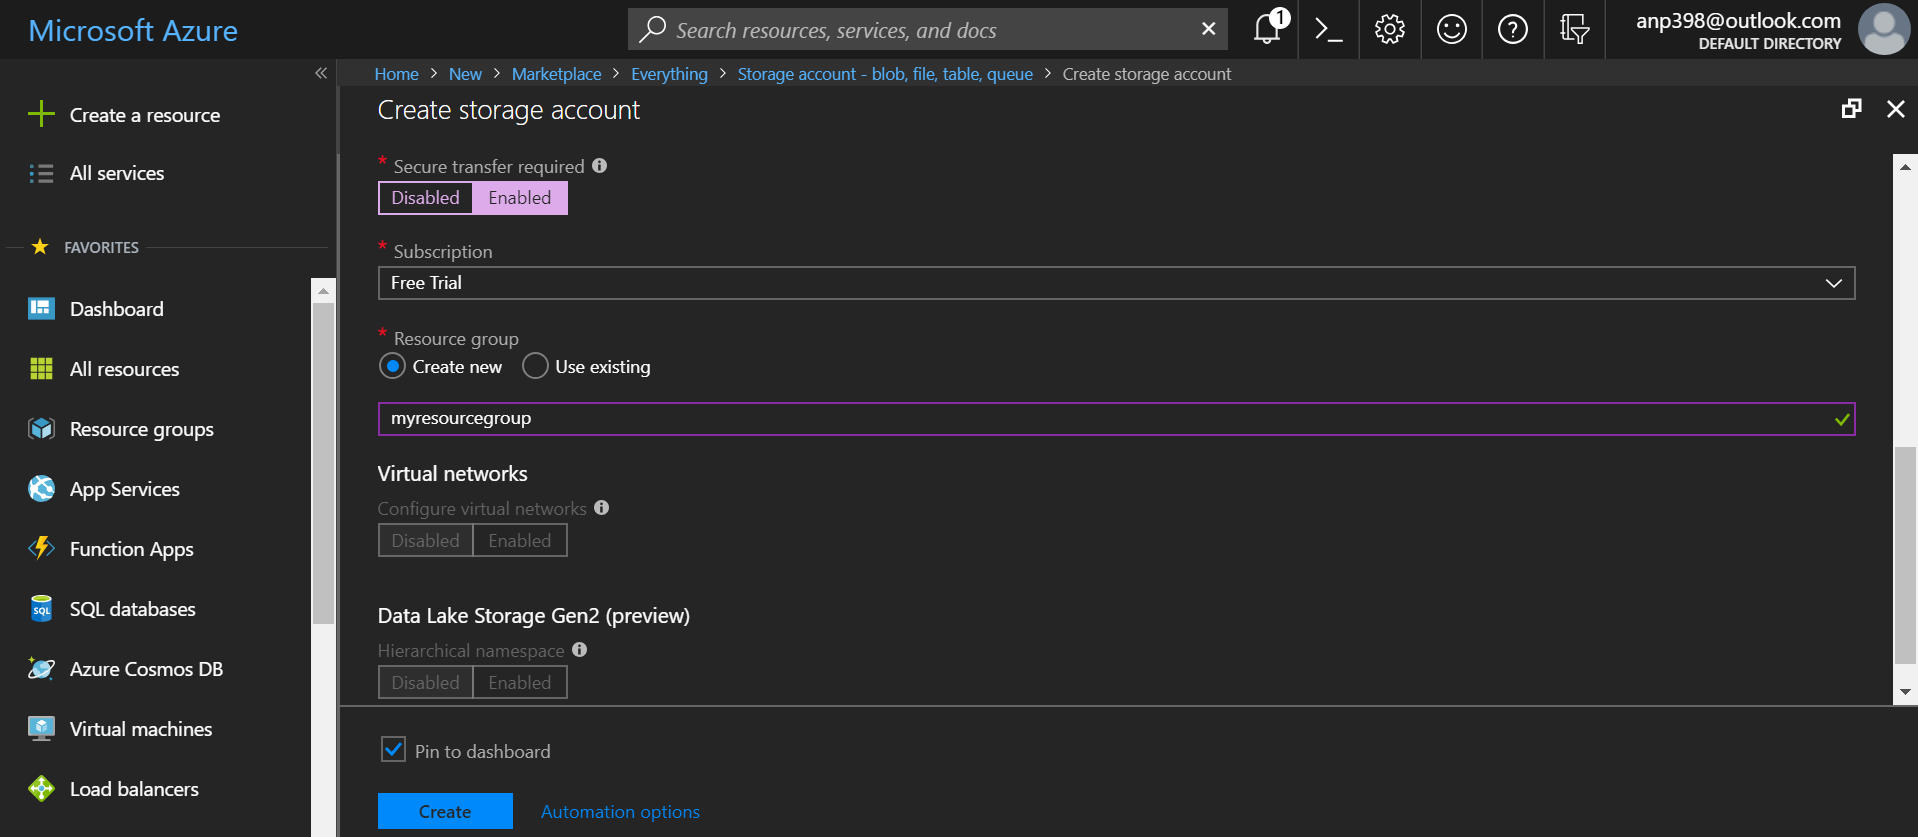 Microsoft Azure
Search resources, services, and docs
1
anp398@outlook.com
DEFAULT DIRECTORY
Home > New > Marketplace > Everything > Storage account - blob, file, table, queue > Create storage account
Create a resource
All services
FAVORITES
Dashboard
All resources
Resource groups
App Services
Function Apps
SQL
SQL databases
Azure Cosmos DB
Virtual machines
Load balancers
Create storage account
* Secure transfer required
Disabled Enabled
* Subscription
Free Trial
* Resource group
Create new Use existing
myresourcegroup
Virtual networks
Configure virtual networks
Disabled Enabled
Data Lake Storage Gen2 (preview)
Hierarchical namespace
Disabled Enabled
Pin to dashboard
Create Automation options